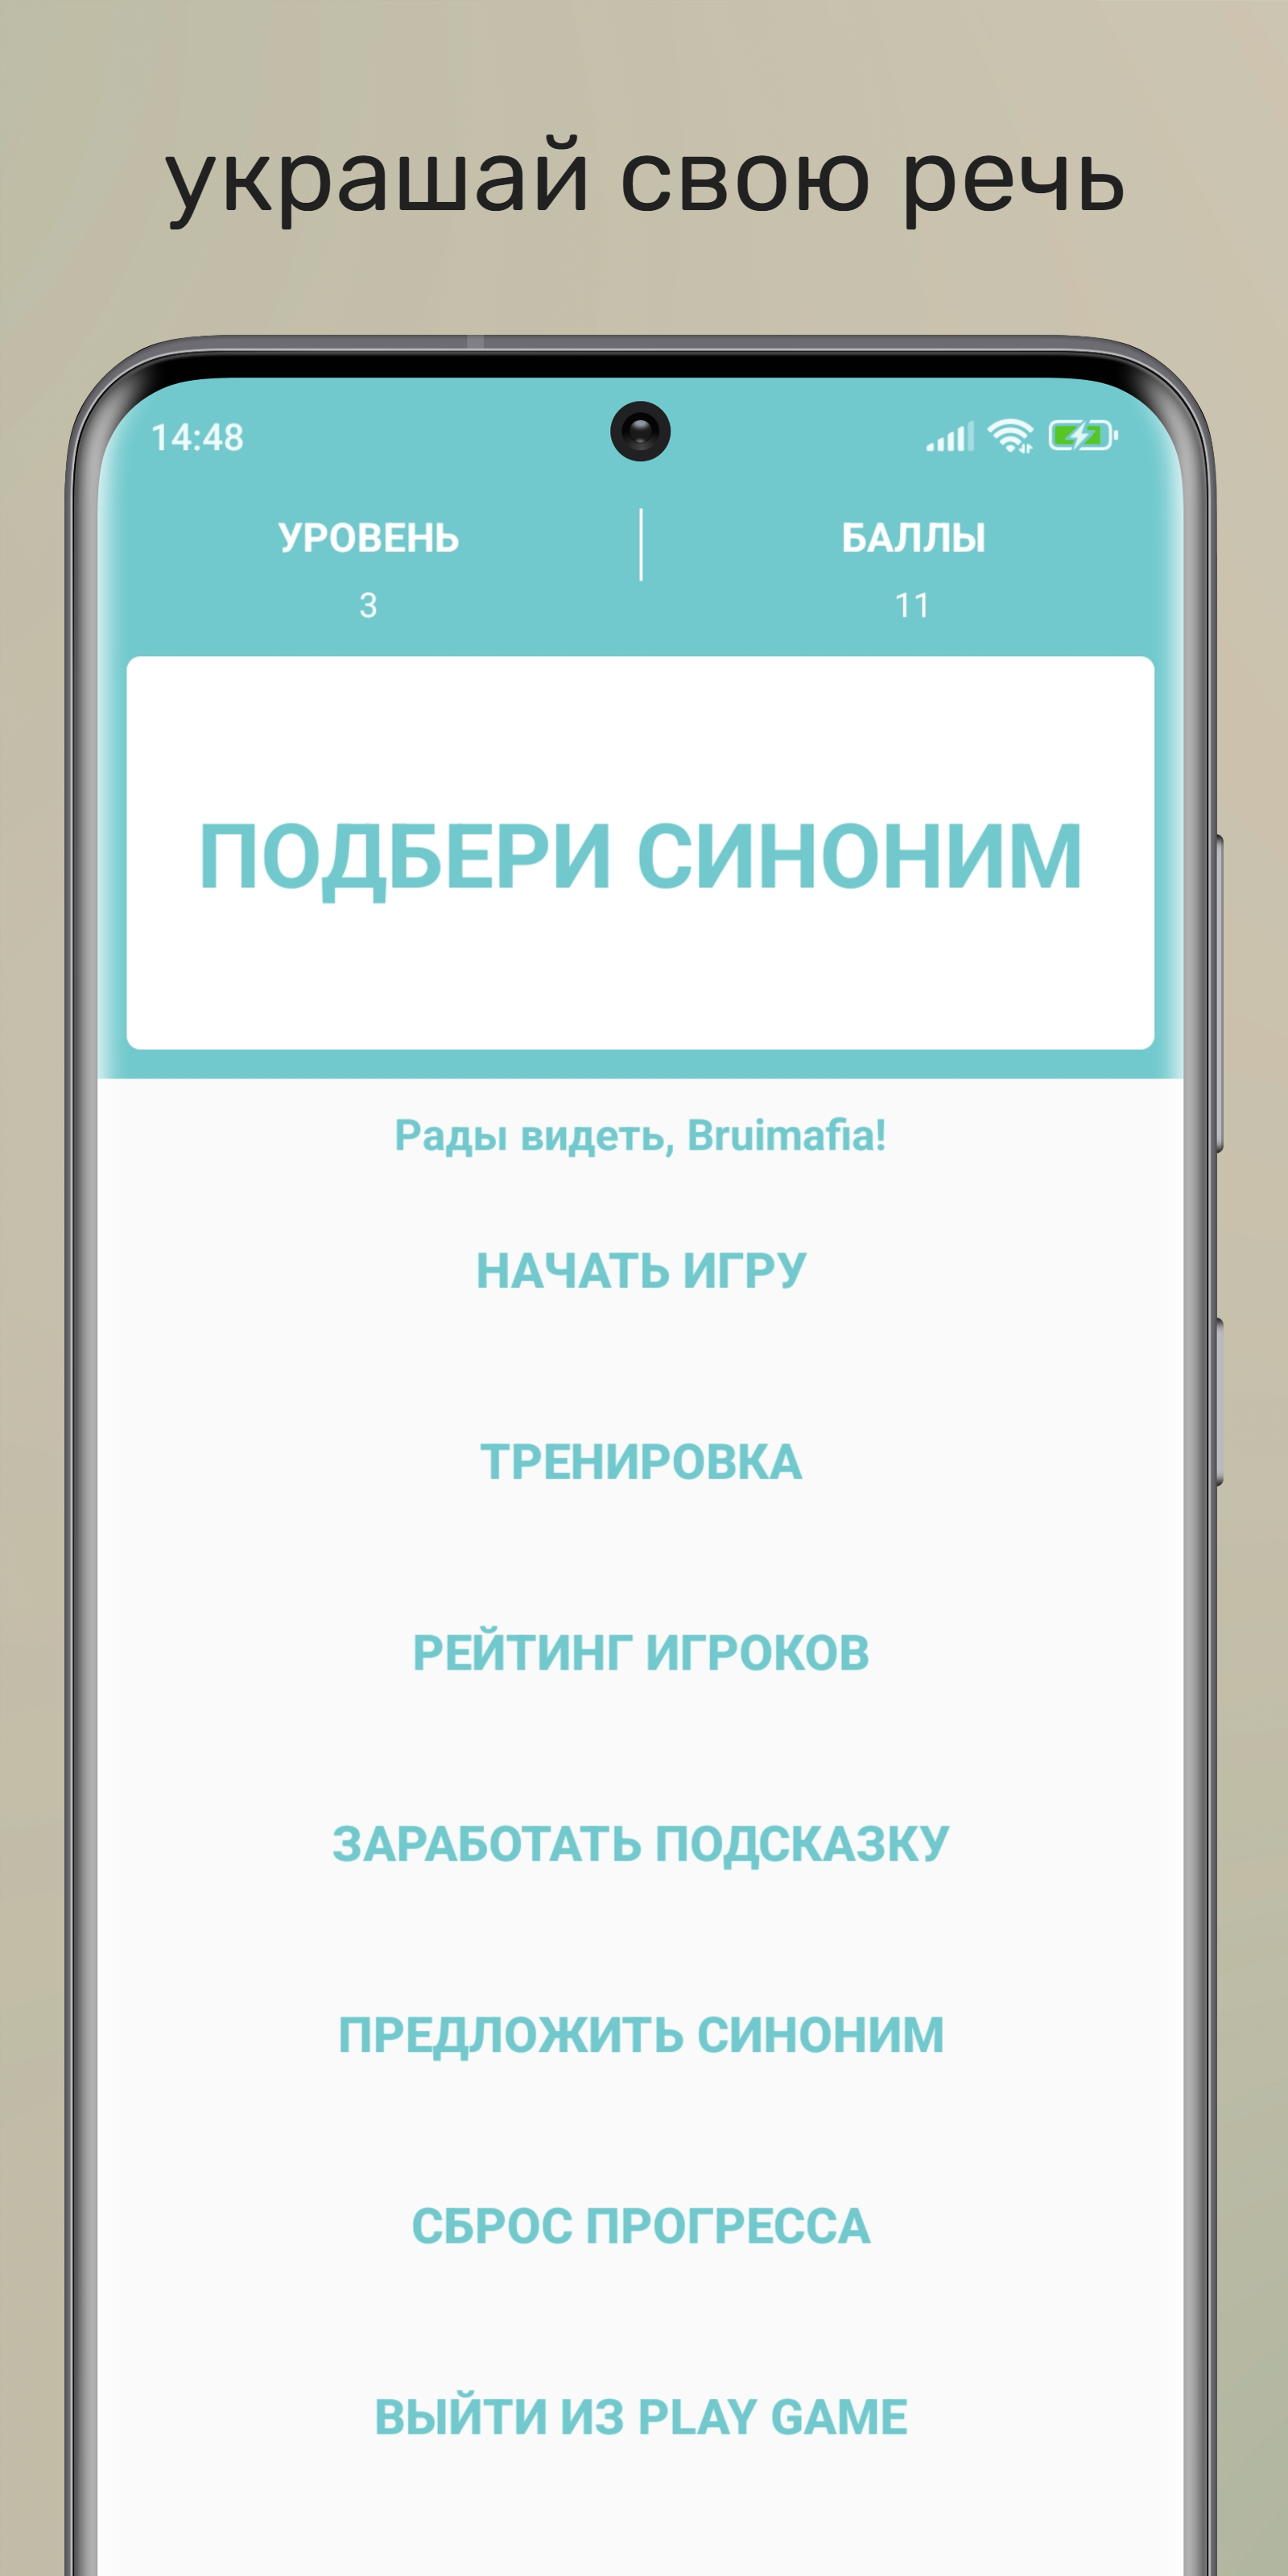 украшай свою речь
14:48
УРОВЕНЬ
БАЛЛЫ
3
11
ПОДБЕРИ СИНОНИМ
Рады видеть, Bruimafia!
НАЧАТЬ ИГРУ
ТРЕНИРОВКА
РЕЙТИНГ ИГРОКОВ
ЗАРАБОТАТЬ ПОДСКАЗКУ
ПРЕДЛОЖИТЬ СИНОНИМ
СБРОС ПРОГРЕССА
ВЫЙТИ ИЗ PLAY GAME